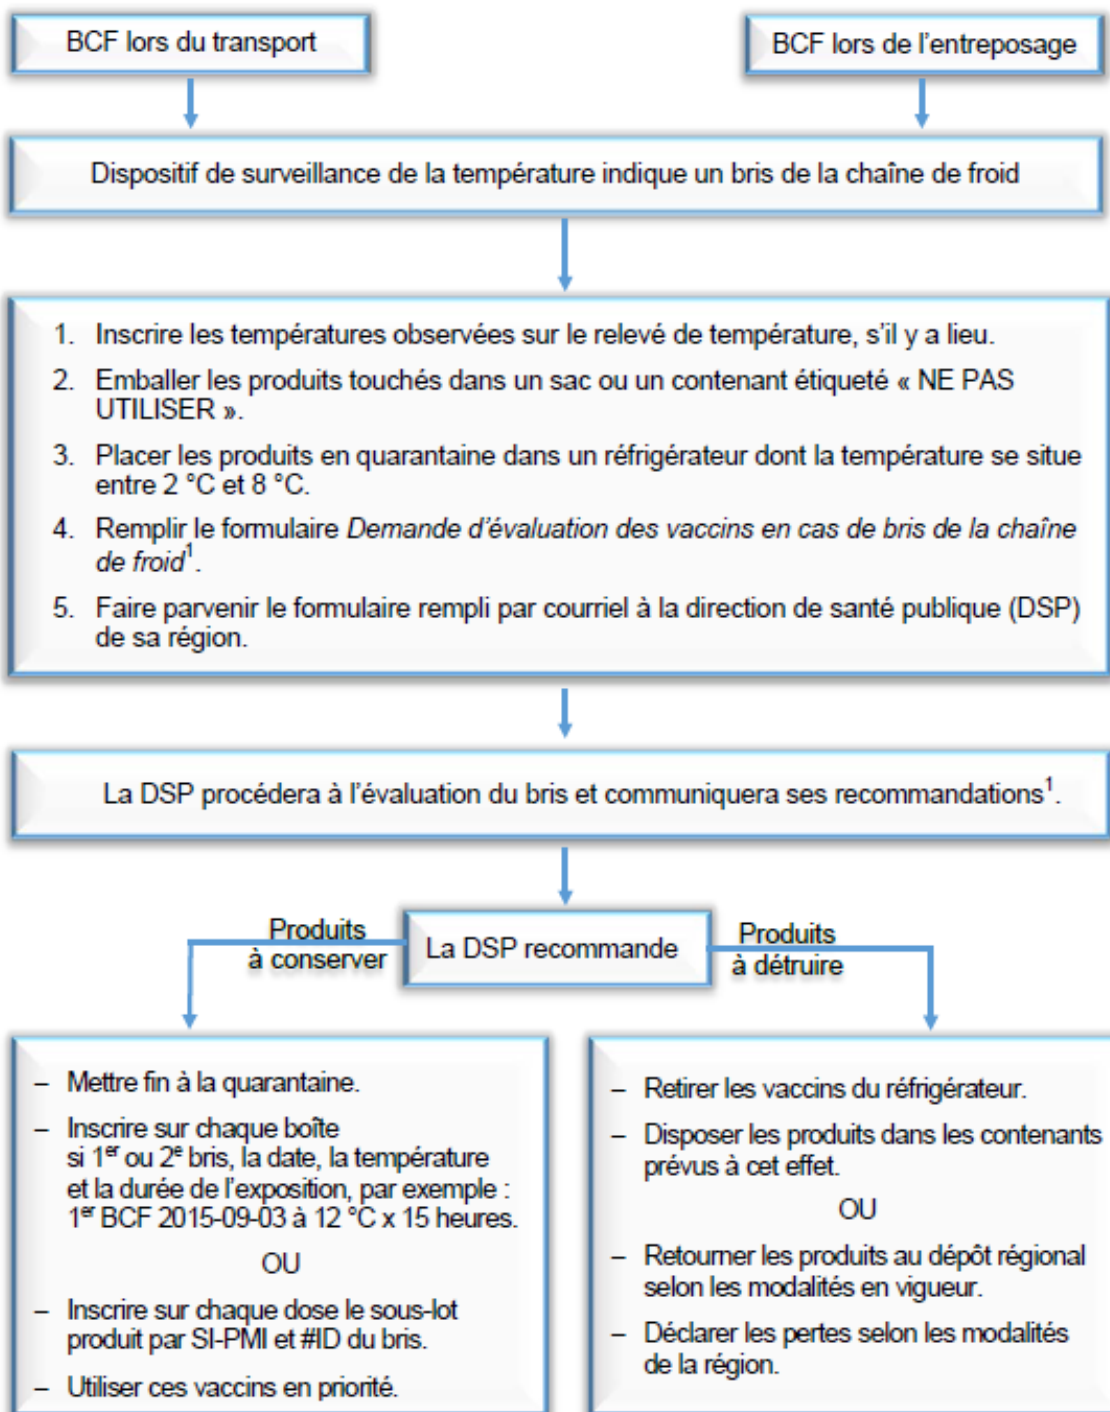 BCF lors du transport
BCF lors de l'entreposage
Dispositif de surveillance de la température indique un bris de la chaîne de froid
1. Inscrire les températures observées sur le relevé de température, s'il y a lieu.
2. Emballer les produits touchés dans un sac ou un contenant étiqueté « NE PAS
UTILISER ».
3. Placer les produits en quarantaine dans un réfrigérateur dont la température se situe
entre 2 °C et 8 °C.
4. Remplir le formulaire Demande d'évaluation des vaccins en cas de bris de la chaîne
de froid¹.
5. Faire parvenir le formulaire rempli par courriel à la direction de santé publique (DSP)
de sa région.
La DSP procédera à l'évaluation du bris et communiquera ses recommandations¹.
La DSP recommande
Produits
à conserver
Produits
à détruire
– Mettre fin à la quarantaine.
– Inscrire sur chaque boîte
si 1er ou 2e bris, la date, la température
et la durée de l'exposition, par exemple :
1er BCF 2015-09-03 à 12 °C x 15 heures.
OU
– Inscrire sur chaque dose le sous-lot
produit par SI-PMI et #ID du bris.
– Utiliser ces vaccins en priorité.
– Retirer les vaccins du réfrigérateur.
– Disposer les produits dans les contenants
prévus à cet effet.
OU
– Retourner les produits au dépôt régional
selon les modalités en vigueur.
– Déclarer les pertes selon les modalités
de la région.